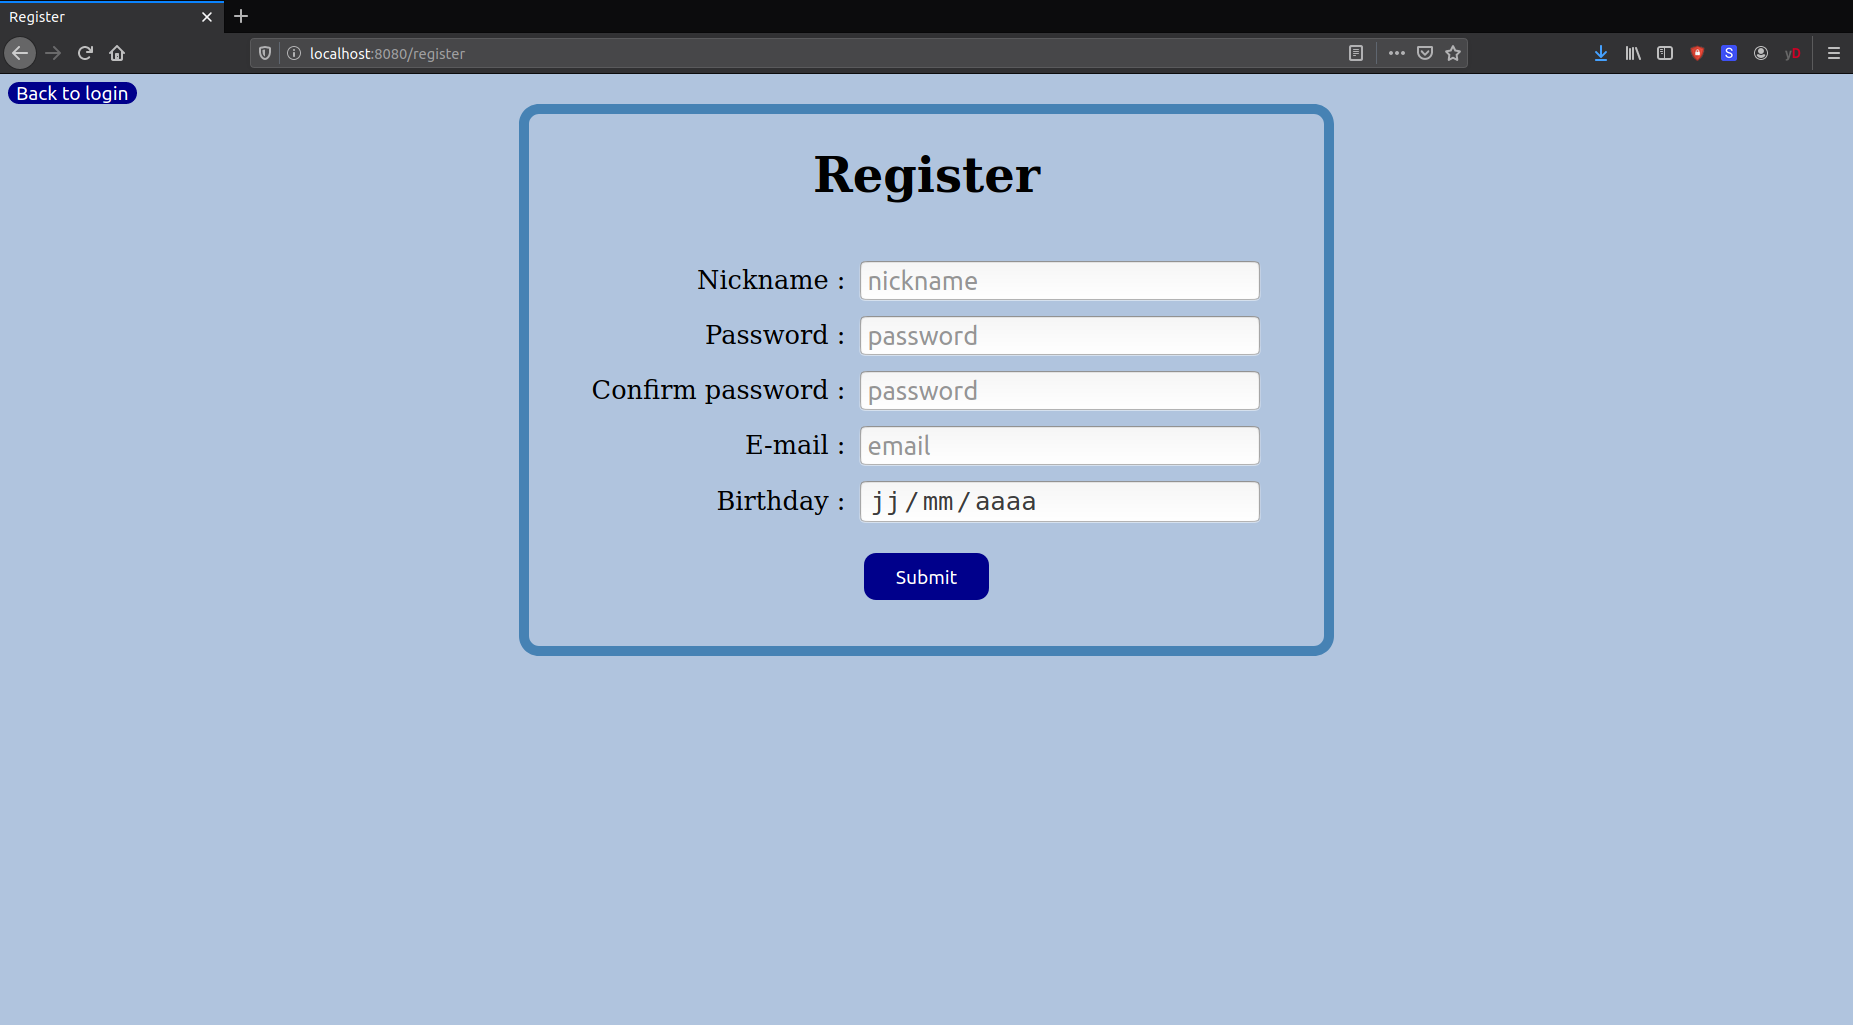 Register
localhost:8080/register
S
yD
Back to login
Register
Nickname :
nickname
Password :
password
Confirm password :
password
E-mail :
email
Birthday :
jj/mm/aaaa
Submit